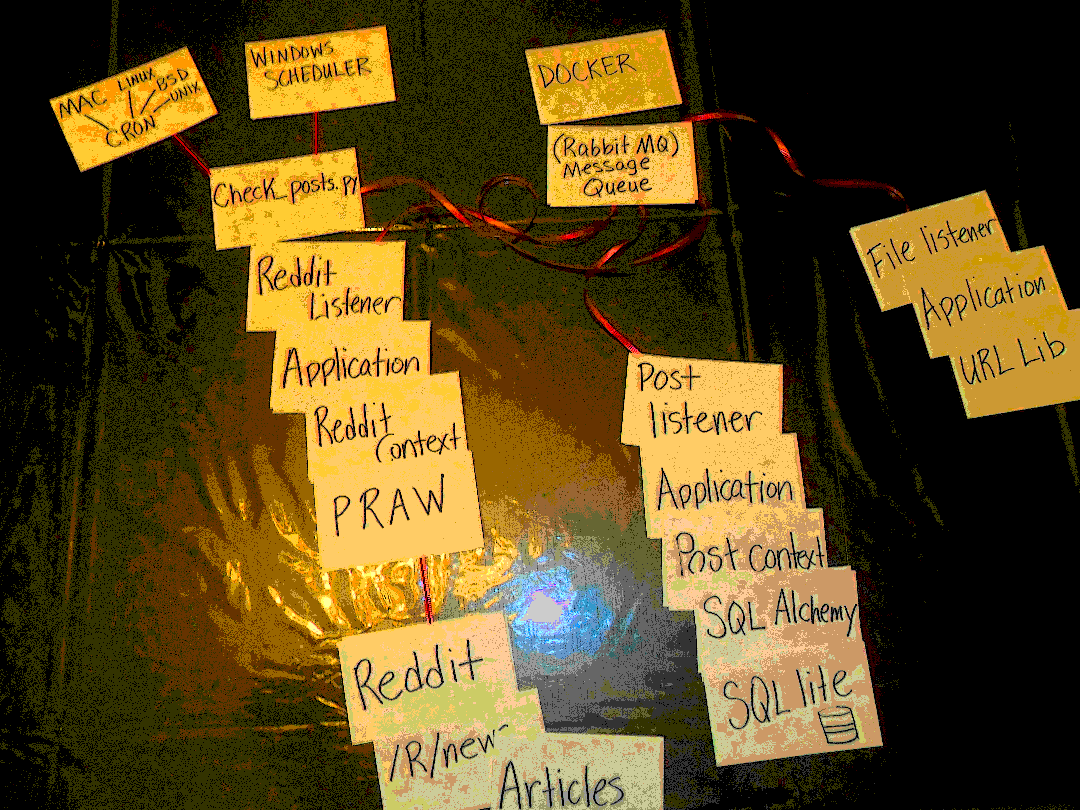 MAC LINUX BSD
UNIX
CRON
WINDOWS
SCHEDULER
DOCKER
(Rabbit MQ)
Message
Queue
Check_posts.py
Reddit
Listener
Application
Reddit
Context
PRAW
Reddit
/R/new
Articles
Post
listener
Application
Post Context
SQL Alchemy
SQL lite
File listener
Application
URL Lib